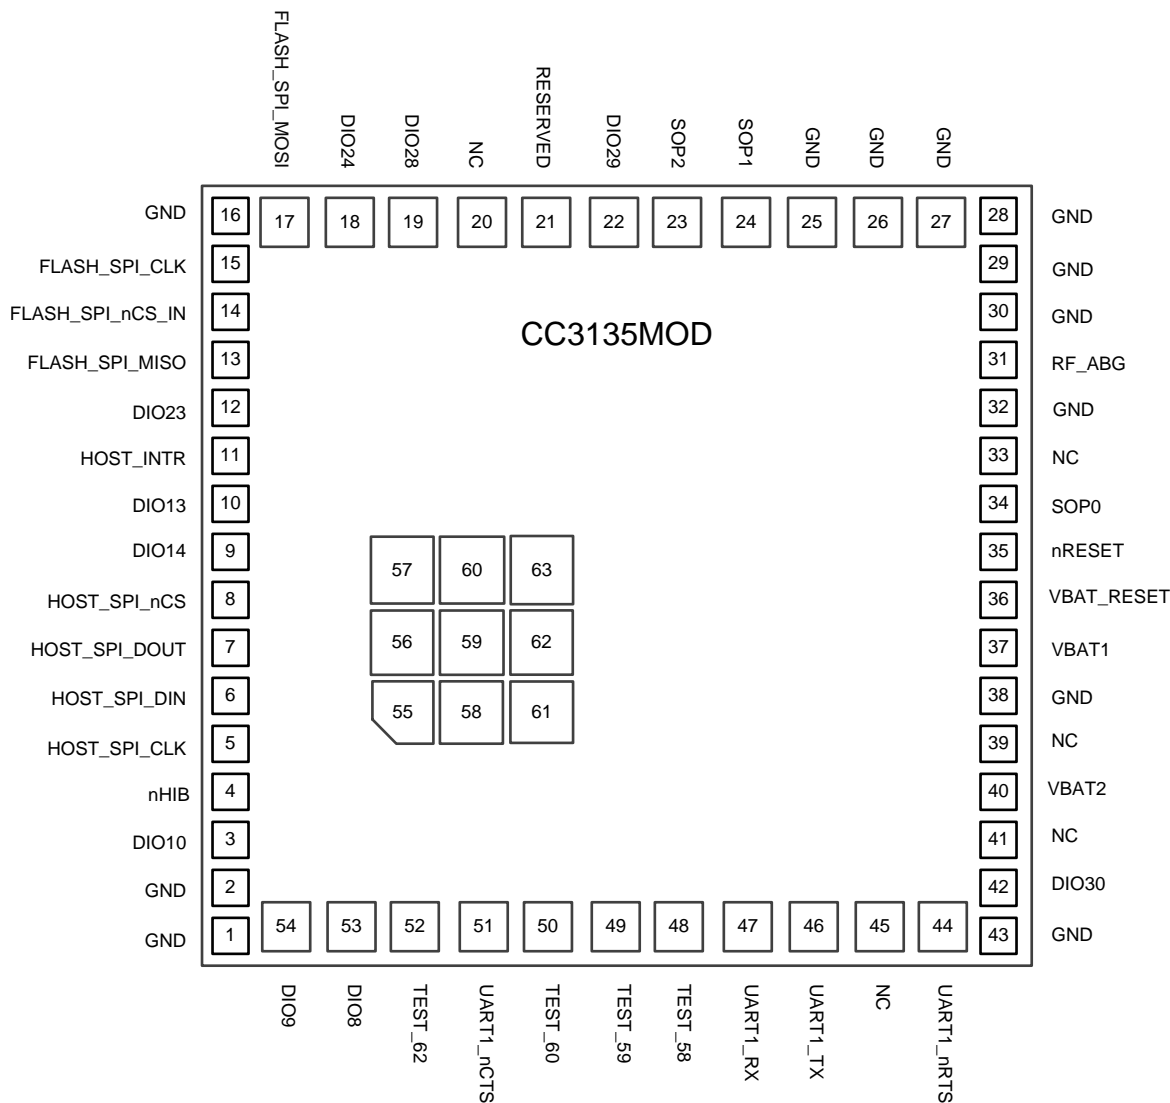 FLASH_SPI_MOSI
DIO24
DIO28
NC
RESERVED
DIO29
SOP2
SOP1
GND
GND
GND
GND 16 17 18 19 20 21 22 23 24 25 26 27 28 GND
FLASH_SPI_CLK 15 29 GND
FLASH_SPI_nCS_IN 14 30 GND
CC3135MOD
FLASH_SPI_MISO 13 31 RF_ABG
DIO23 12 32 GND
HOST_INTR 11 33 NC
DIO13 10 34 SOP0
DIO14 9 35 nRESET
57 60 63
HOST_SPI_nCS 8 36 VBAT_RESET
HOST_SPI_DOUT 7 56 59 62 37 VBAT1
HOST_SPI_DIN 6 38 GND
55 58 61
HOST_SPI_CLK 5 39 NC
nHIB 4 40 VBAT2
DIO10 3 41 NC
GND 2 42 DIO30
GND 1 54 53 52 51 50 49 48 47 46 45 44 43 GND
DIO9
DIO8
TEST_62
UART1_nCTS
TEST_60
TEST_59
TEST_58
UART1_RX
UART1_TX
NC
UART1_nRTS